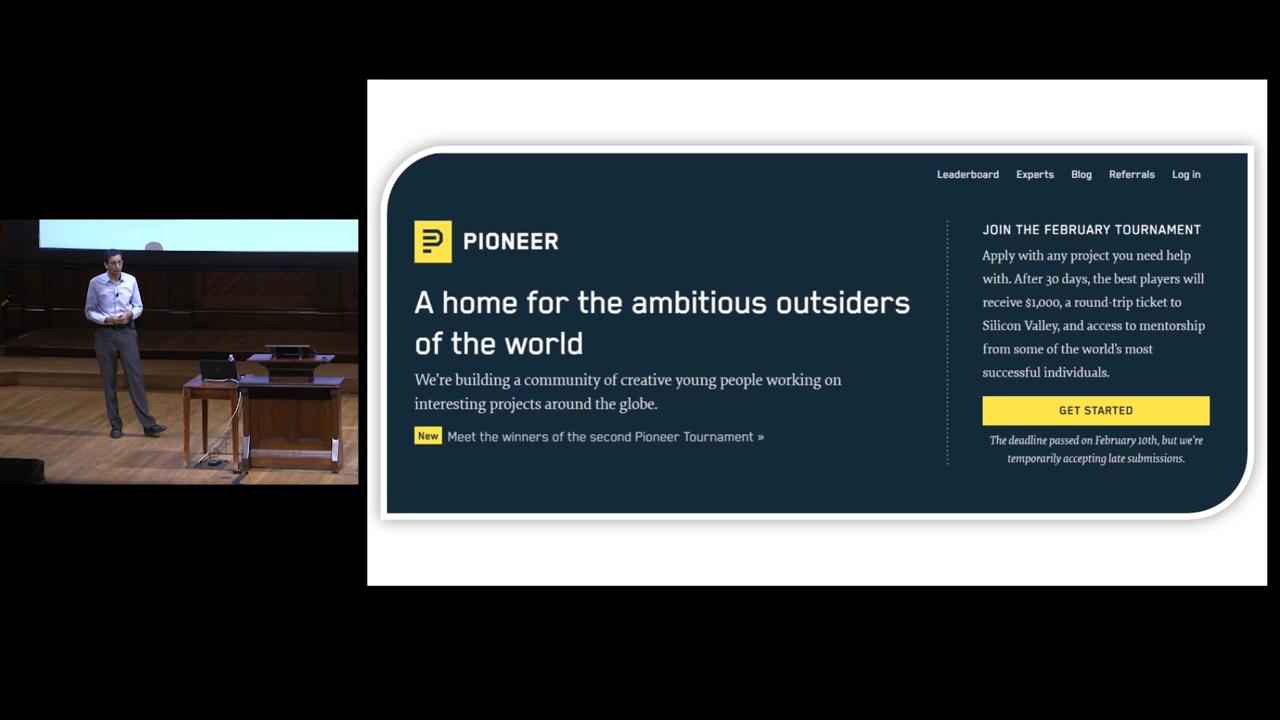 Leaderboard Experts Blog Referrals Log in
PIONEER
A home for the ambitious outsiders
of the world
We're building a community of creative young people working on
interesting projects around the globe.
New Meet the winners of the second Pioneer Tournament »
JOIN THE FEBRUARY TOURNAMENT
Apply with any project you need help
with. After 30 days, the best players will
receive $1,000, a round-trip ticket to
Silicon Valley, and access to mentorship
from some of the world's most
successful individuals.
GET STARTED
The deadline passed on February 10th, but we're
temporarily accepting late submissions.